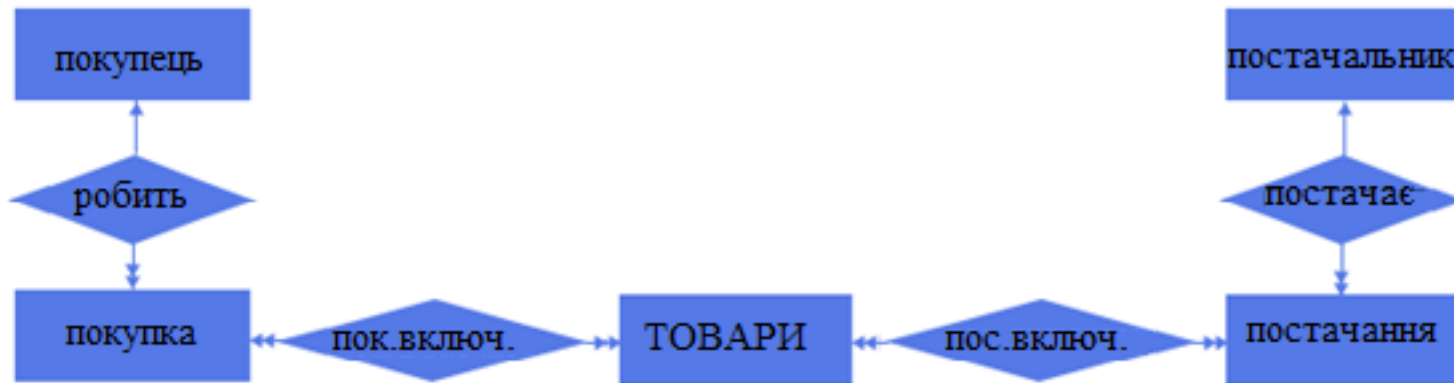 покупець
постачальник
робить
постачає
покупка
пок.включ.
ТОВАРИ
пос.включ.
постачання